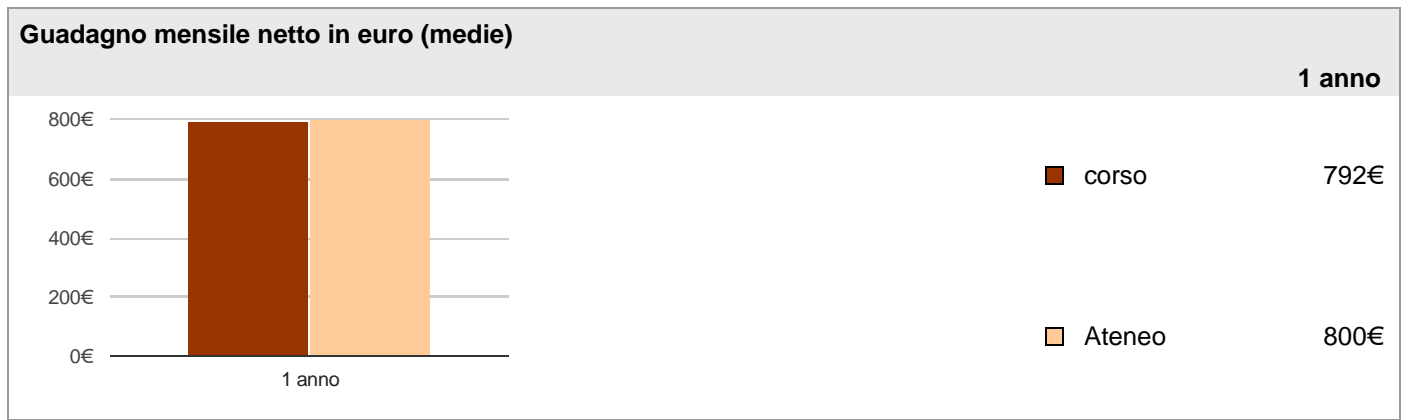 Guadagno mensile netto in euro (medie)
1 anno
800€
600€
400€
200€
0€
1 anno
corso 792€
Ateneo 800€